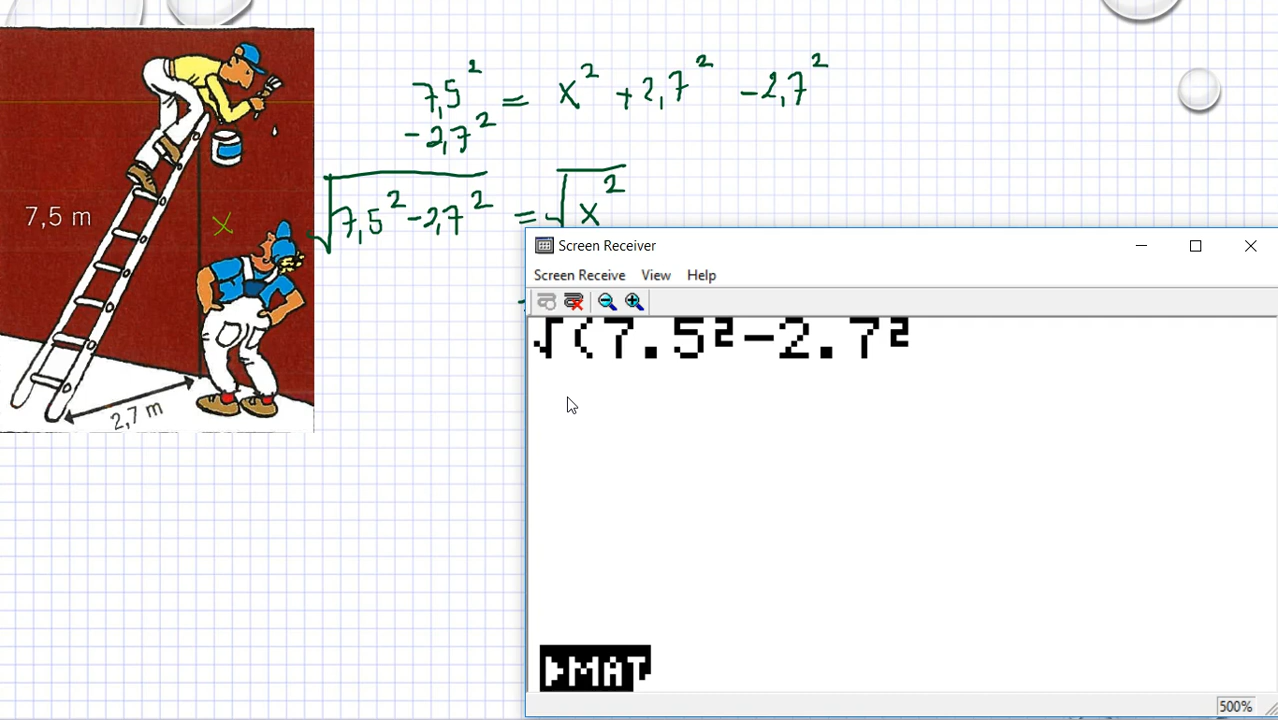 7,5² = x² + 2,7² - 2,7²
- 2,7²
√7,5² - 2,7² = √x²
7,5 m
x
2,7 m
Screen Receiver
Screen Receive View Help
√(7.5²-2.7²
▶MAT
500%